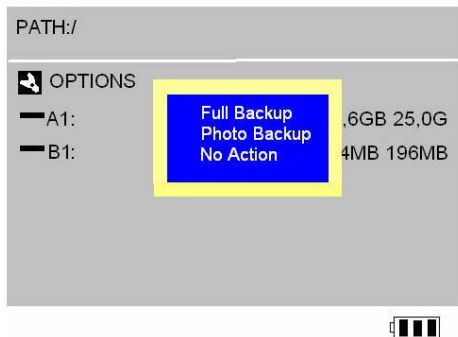 PATH:/
OPTIONS
A1: ,6GB 25,0G
B1: 4MB 196MB
Full Backup
Photo Backup
No Action